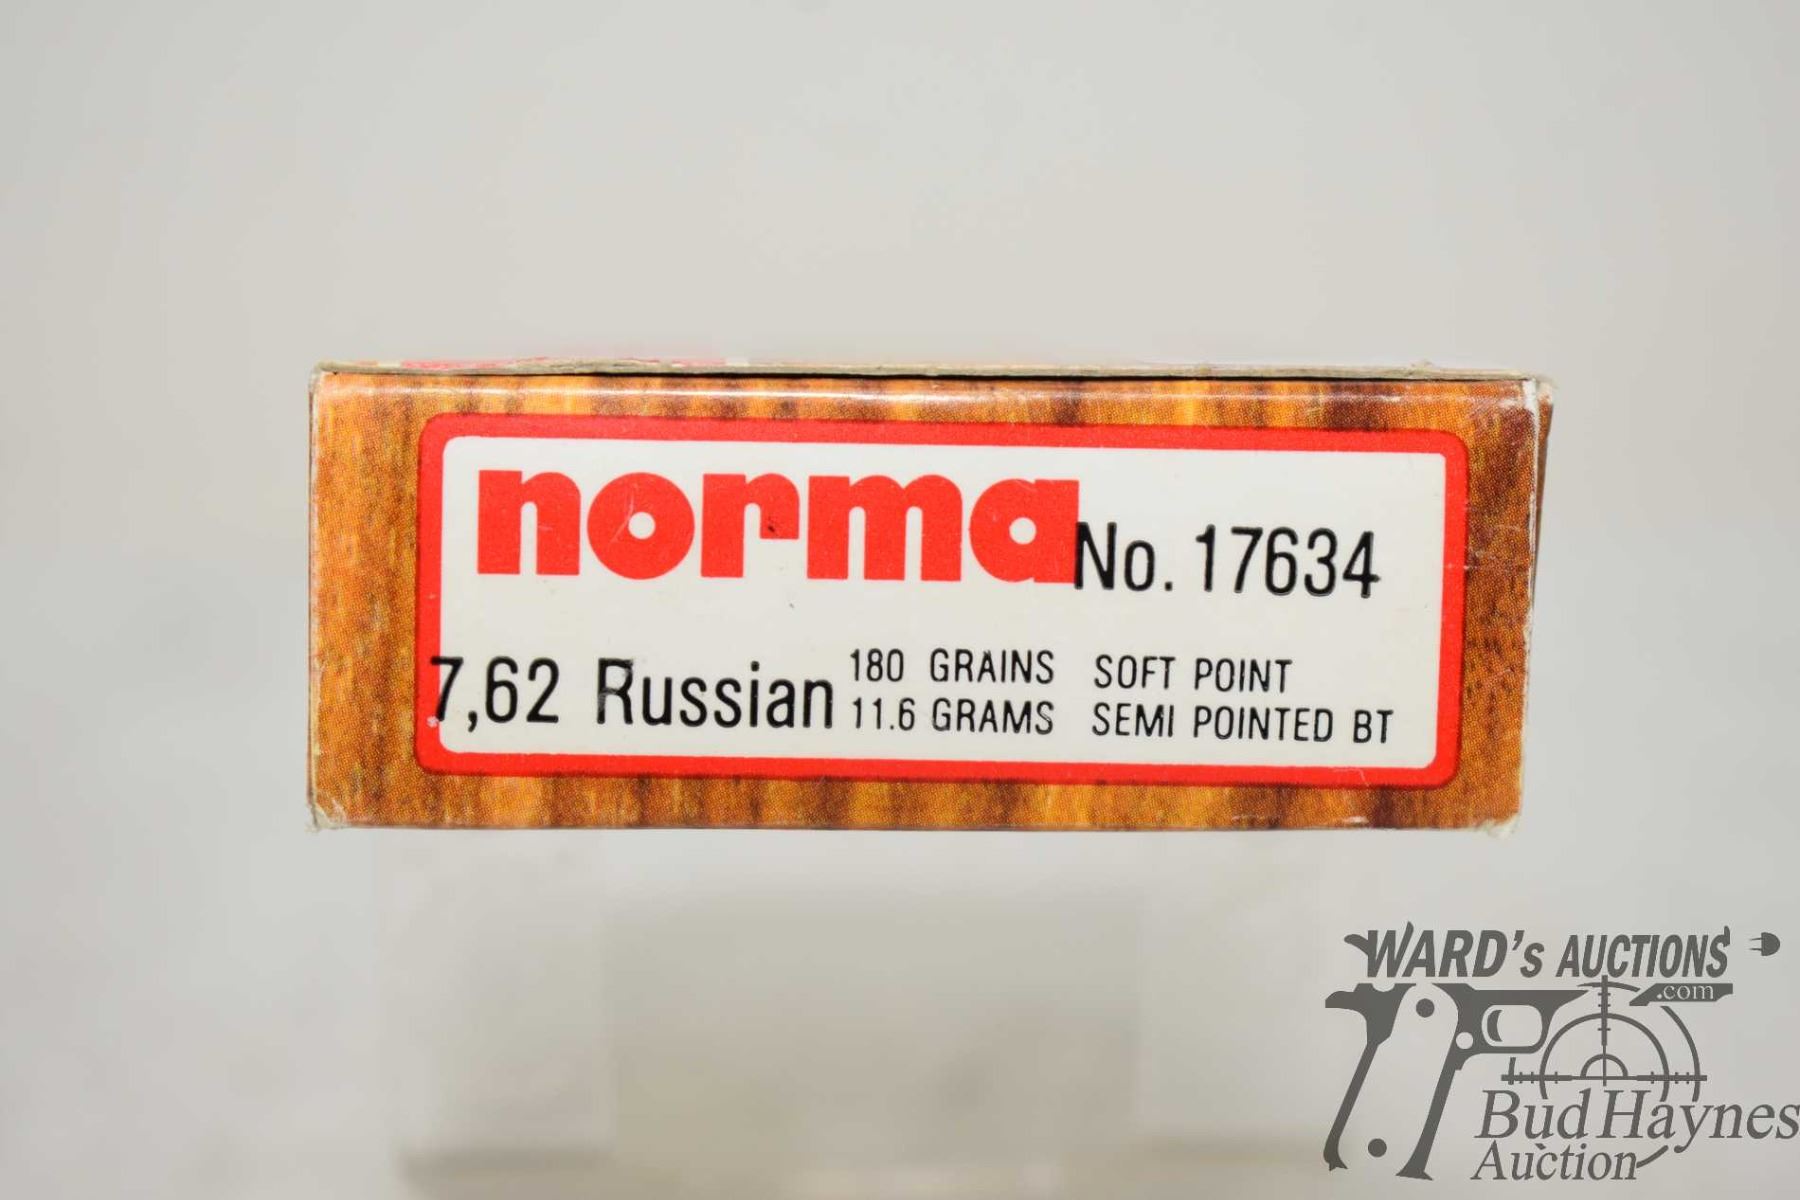 norma No. 17634
7,62 Russian 180 GRAINS SOFT POINT
11.6 GRAMS SEMI POINTED BT
WARD's AUCTIONS
.com
Bud Haynes
Auction